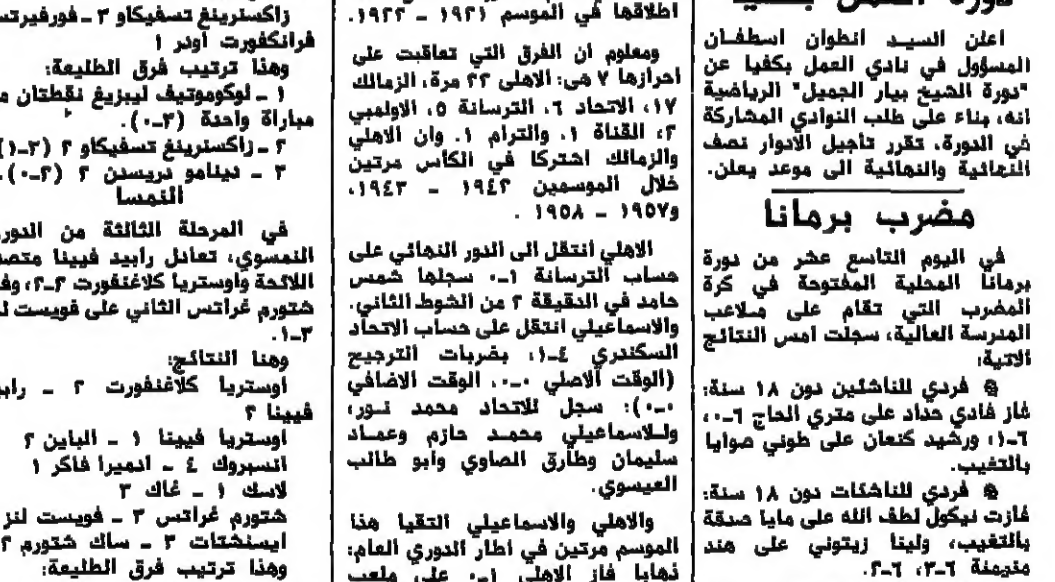 دورة العمل بكفيا
اعلن السيد انطوان اسطفان
المسؤول في نادي العمل بكفيا عن
"دورة الشيخ بيار الجميل" الرياضية
انه، بناء على طلب النوادي المشاركة
في الدورة، تقرر تأجيل الادوار نصف
النهائية والنهائية الى موعد يعلن.
مضرب برمانا
في اليوم التاسع عشر من دورة
برمانا المحلية المفتوحة في كرة
المضرب التي تقام على ملاعب
المدرسة العالية، سجلت امس النتائج
الاتية:
فردي للناشئين دون ١٨ سنة:
فاز فادي حداد على متري الحاج ٦-٠،
٦-١؛ ورشيد كنعان على طوني صوايا
بالتغيب.
فردي للناشئات دون ١٨ سنة:
فازت نيكول لطف الله على مايا صدقة
بالتغيب، ولينا زيتوني على هند
٦-٣، ٦-٢.
اطلاقها في الموسم ١٩٢١ - ١٩٢٢.
ومعلوم ان الفرق التي تعاقبت على
احرازها ٧ هي: الاهلي ٢٢ مرة، الزمالك
١٧، الاتحاد ٦، الترسانة ٥، الاولمبي
٢، القناة ١، والترام ١. وان الاهلي
والزمالك اشتركا في الكأس مرتين
خلال الموسمين ١٩٤٢ - ١٩٤٣،
و١٩٥٧ - ١٩٥٨ .
الاهلي انتقل الى الدور النهائي على
حساب الترسانة ١-٠ سجلها شمس
حامد في الدقيقة ٢ من الشوط الثاني.
والاسماعيلي انتقل على حساب الاتحاد
السكندري ٤-١، بضربات الترجيح
(الوقت الاصلي ٠-٠، الوقت الاضافي
٠-٠): سجل للاتحاد محمد نور،
وللاسماعيلي محمد حازم وعماد
سليمان وطارق الصاوي وابو طالب
العيسوي.
والاهلي والاسماعيلي التقيا هذا
الموسم مرتين في اطار الدوري العام:
ذهابا فاز الاهلي ١-٠ على ملعب
زاكسنرينغ تسفيكاو ٣ - فورفيرتس
فرانكفورت اودر ١
وهذا ترتيب فرق الطليعة:
١ - لوكوموتيف ليبزيغ نقطتان م
مباراة واحدة (٣-٠).
٢ - زاكسنرينغ تسفيكاو ٢ (٣-١)
٣ - دينامو دريسدن ٢ (٢-٠).
النمسا
في المرحلة الثالثة من الدور
النمسوي، تعادل رابيد فيينا متصد
اللائحة واوستريا كلاغنفورت ٢-٢، وف
شتورم غراتس الثاني على فويست ل
٣-١.
وهنا النتائج:
اوستريا كلاغنفورت ٢ - راب
فيينا ٢
اوستريا فيينا ١ - الباين ٢
انسبروك ٤ - ادميرا فاكر ١
لاسك ١ - غاك ٣
شتورم غراتس ٣ - فويست لنز
ايسنشتات ٣ - ساك شتورم ٢
وهذا ترتيب فرق الطليعة: